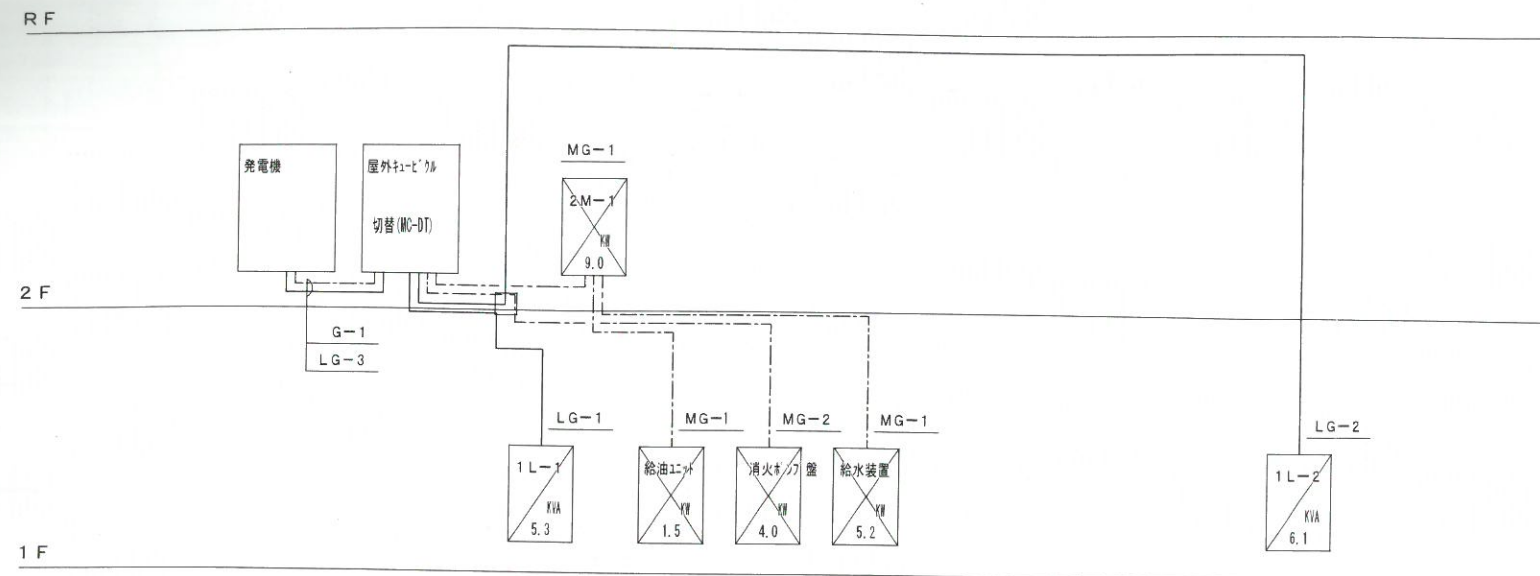 RF
発電機
屋外キュービクル
切替(MC-DT)
MG-1
2M-1
KW
9.0
2F
G-1
LG-3
LG-1
MG-1
MG-2
MG-1
LG-2
1L-1
KVA
5.3
給油ユニット
KW
1.5
消火ポンプ盤
KW
4.0
給水装置
KW
5.2
1L-2
KVA
6.1
1F